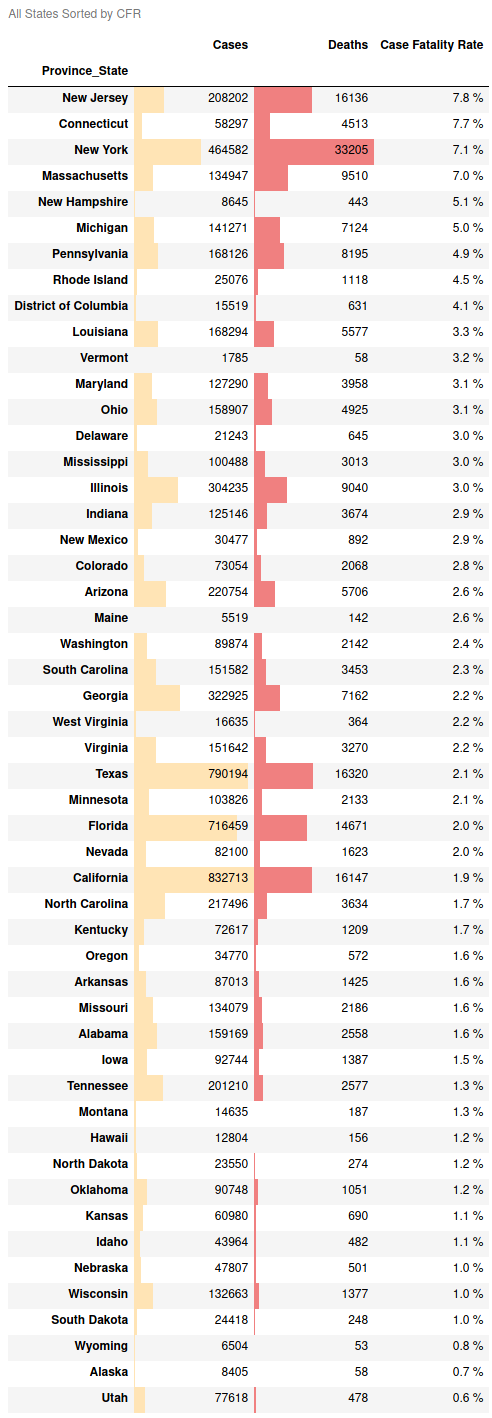 All States Sorted by CFR
Cases Deaths Case Fatality Rate
Province_State
New Jersey 208202 16136 7.8 %
Connecticut 58297 4513 7.7 %
New York 464582 33205 7.1 %
Massachusetts 134947 9510 7.0 %
New Hampshire 8645 443 5.1 %
Michigan 141271 7124 5.0 %
Pennsylvania 168126 8195 4.9 %
Rhode Island 25076 1118 4.5 %
District of Columbia 15519 631 4.1 %
Louisiana 168294 5577 3.3 %
Vermont 1785 58 3.2 %
Maryland 127290 3958 3.1 %
Ohio 158907 4925 3.1 %
Delaware 21243 645 3.0 %
Mississippi 100488 3013 3.0 %
Illinois 304235 9040 3.0 %
Indiana 125146 3674 2.9 %
New Mexico 30477 892 2.9 %
Colorado 73054 2068 2.8 %
Arizona 220754 5706 2.6 %
Maine 5519 142 2.6 %
Washington 89874 2142 2.4 %
South Carolina 151582 3453 2.3 %
Georgia 322925 7162 2.2 %
West Virginia 16635 364 2.2 %
Virginia 151642 3270 2.2 %
Texas 790194 16320 2.1 %
Minnesota 103826 2133 2.1 %
Florida 716459 14671 2.0 %
Nevada 82100 1623 2.0 %
California 832713 16147 1.9 %
North Carolina 217496 3634 1.7 %
Kentucky 72617 1209 1.7 %
Oregon 34770 572 1.6 %
Arkansas 87013 1425 1.6 %
Missouri 134079 2186 1.6 %
Alabama 159169 2558 1.6 %
Iowa 92744 1387 1.5 %
Tennessee 201210 2577 1.3 %
Montana 14635 187 1.3 %
Hawaii 12804 156 1.2 %
North Dakota 23550 274 1.2 %
Oklahoma 90748 1051 1.2 %
Kansas 60980 690 1.1 %
Idaho 43964 482 1.1 %
Nebraska 47807 501 1.0 %
Wisconsin 132663 1377 1.0 %
South Dakota 24418 248 1.0 %
Wyoming 6504 53 0.8 %
Alaska 8405 58 0.7 %
Utah 77618 478 0.6 %